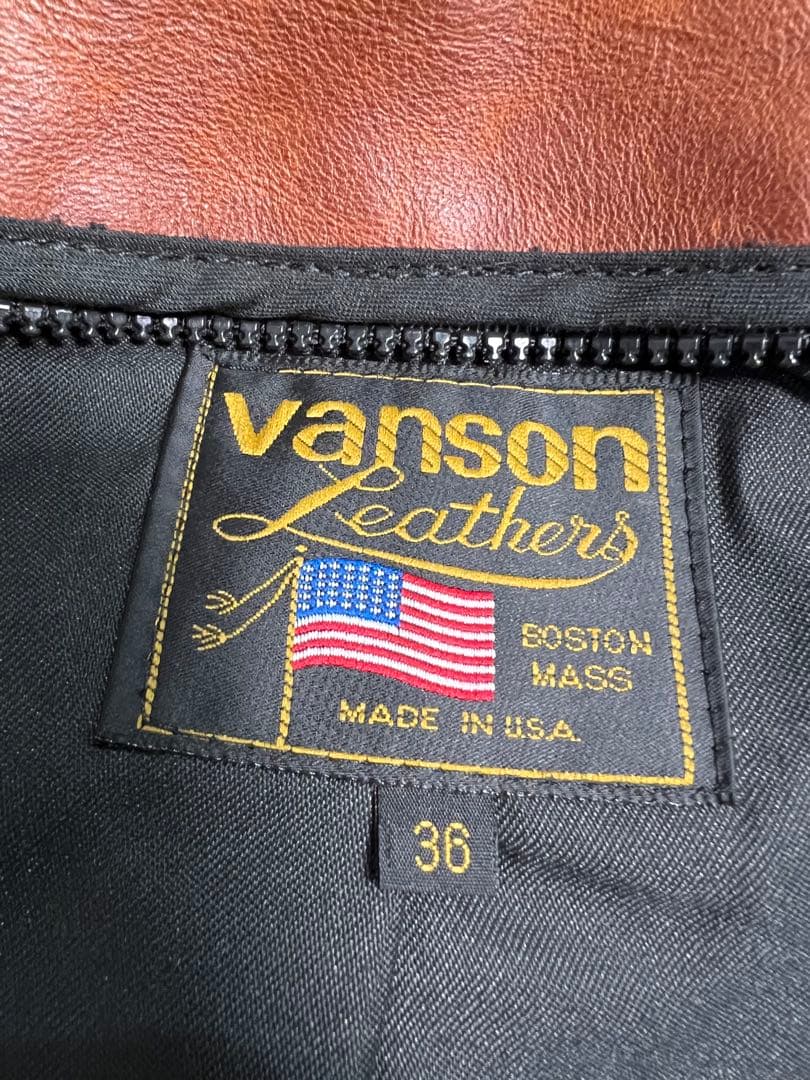 vanson
Leathers
BOSTON
MASS
MADE IN U.S.A.
36